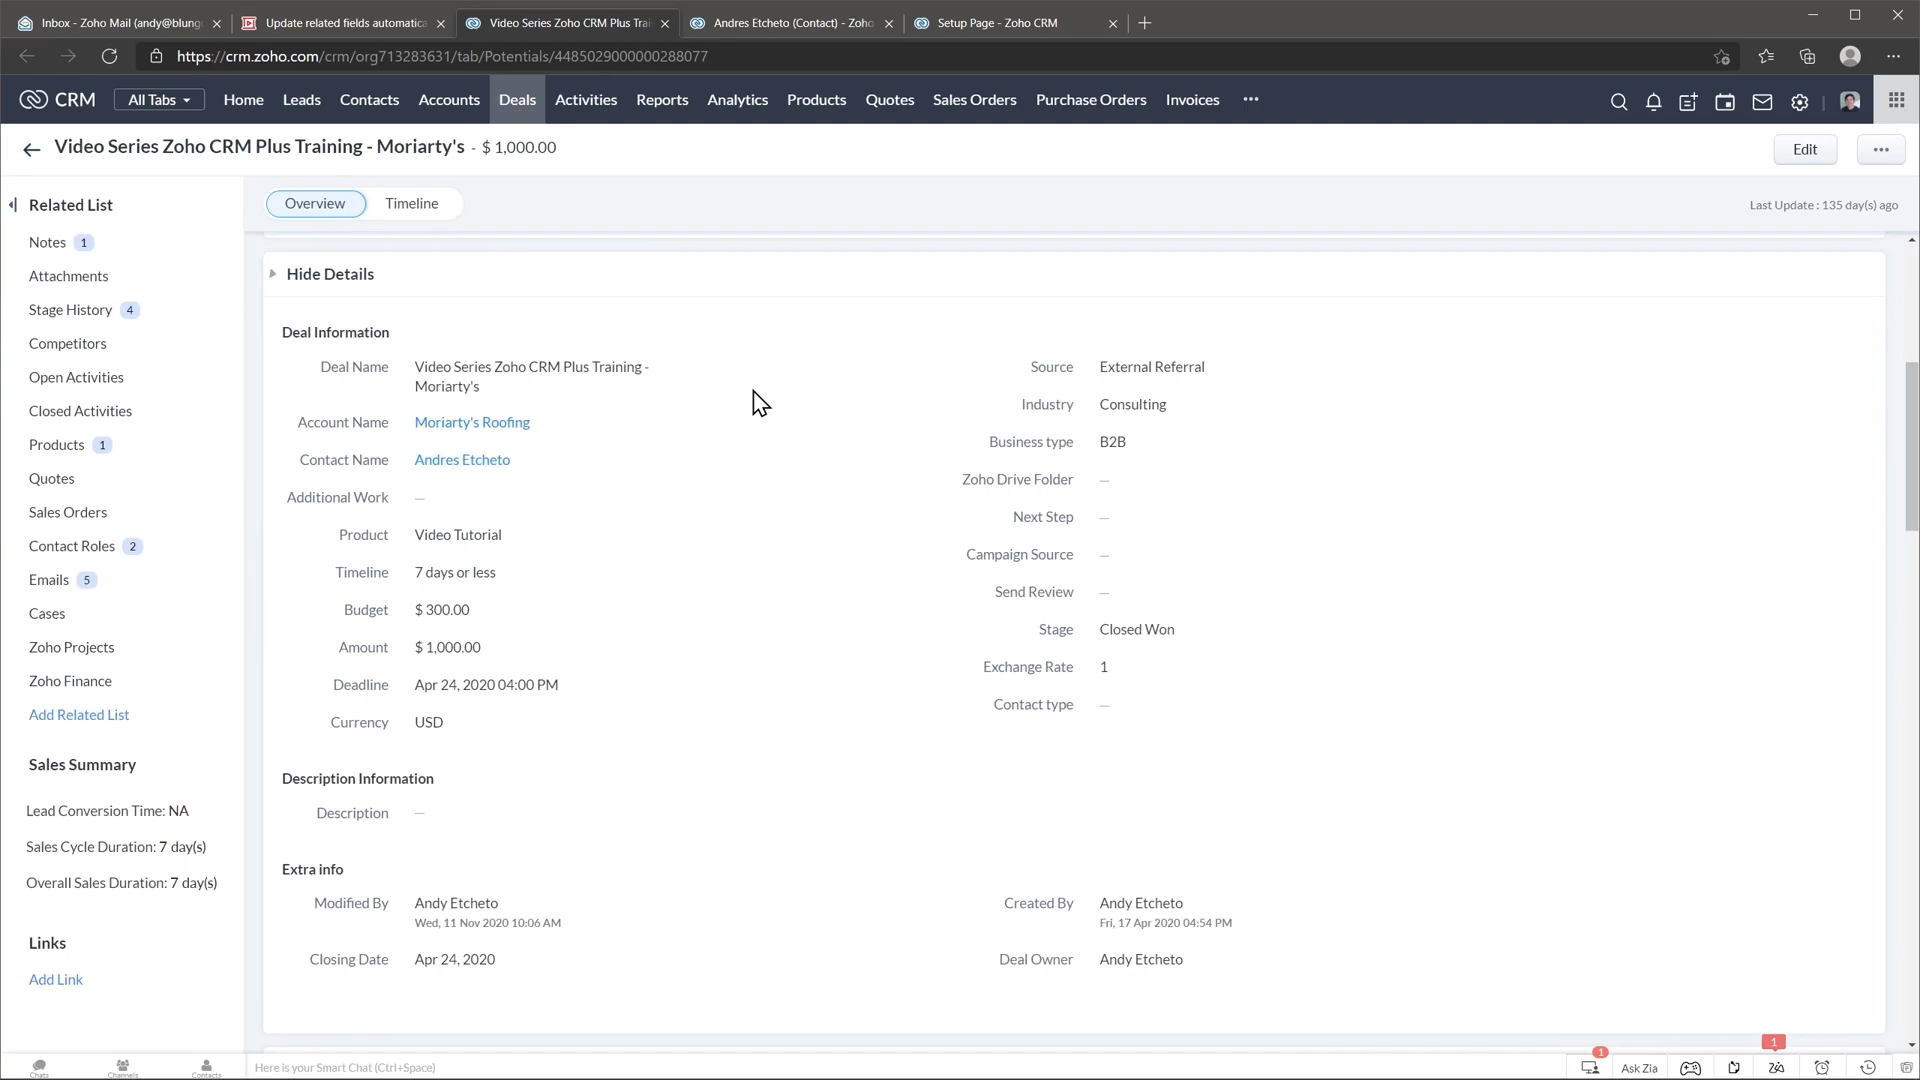 Inbox - Zoho Mail (andy@blung
Update related fields automatica
Video Series Zoho CRM Plus Trai
Andres Etcheto (Contact) - Zoho
Setup Page - Zoho CRM
https://crm.zoho.com/crm/org713283631/tab/Potentials/4485029000000288077
CRM All Tabs Home Leads Contacts Accounts Deals Activities Reports Analytics Products Quotes Sales Orders Purchase Orders Invoices
Video Series Zoho CRM Plus Training - Moriarty's - $ 1,000.00
Edit
Overview Timeline
Last Update : 135 day(s) ago
Related List
Notes 1
Attachments
Stage History 4
Competitors
Open Activities
Closed Activities
Products 1
Quotes
Sales Orders
Contact Roles 2
Emails 5
Cases
Zoho Projects
Zoho Finance
Add Related List
Sales Summary
Lead Conversion Time: NA
Sales Cycle Duration: 7 day(s)
Overall Sales Duration: 7 day(s)
Links
Add Link
Hide Details
Deal Information
Deal Name Video Series Zoho CRM Plus Training -
Moriarty's
Account Name Moriarty's Roofing
Contact Name Andres Etcheto
Additional Work —
Product Video Tutorial
Timeline 7 days or less
Budget $ 300.00
Amount $ 1,000.00
Deadline Apr 24, 2020 04:00 PM
Currency USD
Source External Referral
Industry Consulting
Business type B2B
Zoho Drive Folder —
Next Step —
Campaign Source —
Send Review —
Stage Closed Won
Exchange Rate 1
Contact type —
Description Information
Description —
Extra info
Modified By Andy Etcheto
Wed, 11 Nov 2020 10:06 AM
Created By Andy Etcheto
Fri, 17 Apr 2020 04:54 PM
Closing Date Apr 24, 2020
Deal Owner Andy Etcheto
Chats Channels Contacts
Here is your Smart Chat (Ctrl+Space)
1
Ask Zia
1